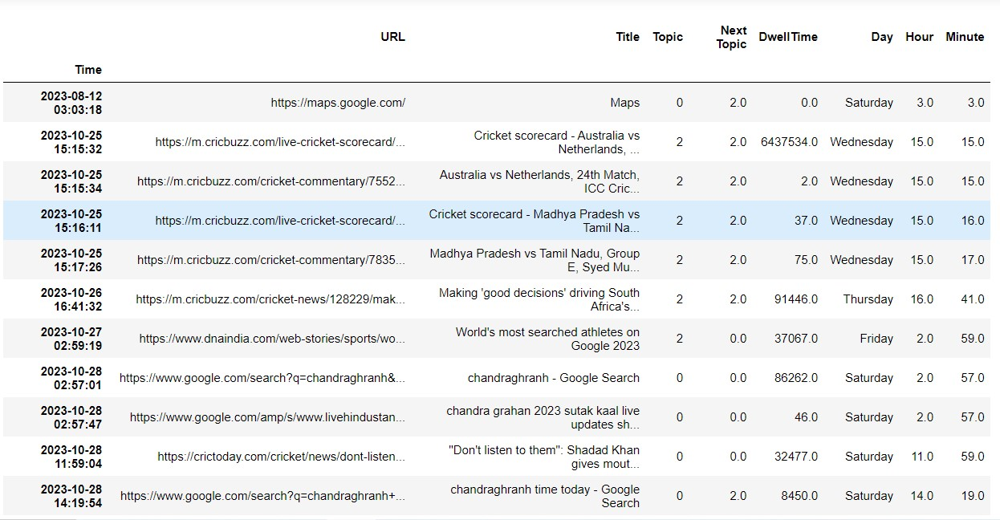 URL Title Topic Next Topic DwellTime Day Hour Minute
Time
2023-08-12 03:03:18 https://maps.google.com/ Maps 0 2.0 0.0 Saturday 3.0 3.0
2023-10-25 15:15:32 https://m.cricbuzz.com/live-cricket-scorecard/... Cricket scorecard - Australia vs Netherlands, ... 2 2.0 6437534.0 Wednesday 15.0 15.0
2023-10-25 15:15:34 https://m.cricbuzz.com/cricket-commentary/7552... Australia vs Netherlands, 24th Match, ICC Cric... 2 2.0 2.0 Wednesday 15.0 15.0
2023-10-25 15:16:11 https://m.cricbuzz.com/live-cricket-scorecard/... Cricket scorecard - Madhya Pradesh vs Tamil Na... 2 2.0 37.0 Wednesday 15.0 16.0
2023-10-25 15:17:26 https://m.cricbuzz.com/cricket-commentary/7835... Madhya Pradesh vs Tamil Nadu, Group E, Syed Mu... 2 2.0 75.0 Wednesday 15.0 17.0
2023-10-26 16:41:32 https://m.cricbuzz.com/cricket-news/128229/mak... Making 'good decisions' driving South Africa's... 2 2.0 91446.0 Thursday 16.0 41.0
2023-10-27 02:59:19 https://www.dnaindia.com/web-stories/sports/wo... World's most searched athletes on Google 2023 2 0.0 37067.0 Friday 2.0 59.0
2023-10-28 02:57:01 https://www.google.com/search?q=chandraghranh&... chandraghranh - Google Search 0 0.0 86262.0 Saturday 2.0 57.0
2023-10-28 02:57:47 https://www.google.com/amp/s/www.livehindustan... chandra grahan 2023 sutak kaal live updates sh... 0 0.0 46.0 Saturday 2.0 57.0
2023-10-28 11:59:04 https://crictoday.com/cricket/news/dont-listen... "Don't listen to them": Shadad Khan gives mout... 0 0.0 32477.0 Saturday 11.0 59.0
2023-10-28 14:19:54 https://www.google.com/search?q=chandraghranh+... chandraghranh time today - Google Search 0 2.0 8450.0 Saturday 14.0 19.0